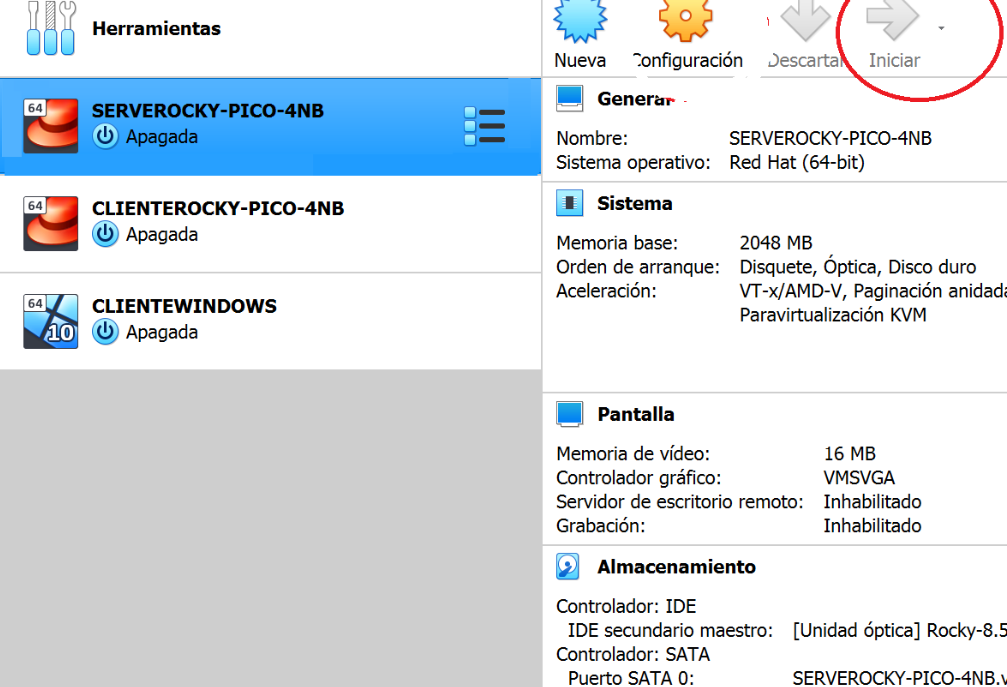 Herramientas
Nueva
Configuración
Descartar
Iniciar
64
SERVEROCKY-PICO-4NB
Apagada
64
CLIENTEROCKY-PICO-4NB
Apagada
64
10
CLIENTEWINDOWS
Apagada
General
Nombre: SERVEROCKY-PICO-4NB
Sistema operativo: Red Hat (64-bit)
Sistema
Memoria base: 2048 MB
Orden de arranque: Disquete, Óptica, Disco duro
Aceleración: VT-x/AMD-V, Paginación anidada
Paravirtualización KVM
Pantalla
Memoria de vídeo: 16 MB
Controlador gráfico: VMSVGA
Servidor de escritorio remoto: Inhabilitado
Grabación: Inhabilitado
Almacenamiento
Controlador: IDE
IDE secundario maestro: [Unidad óptica] Rocky-8.5
Controlador: SATA
Puerto SATA 0: SERVEROCKY-PICO-4NB.v